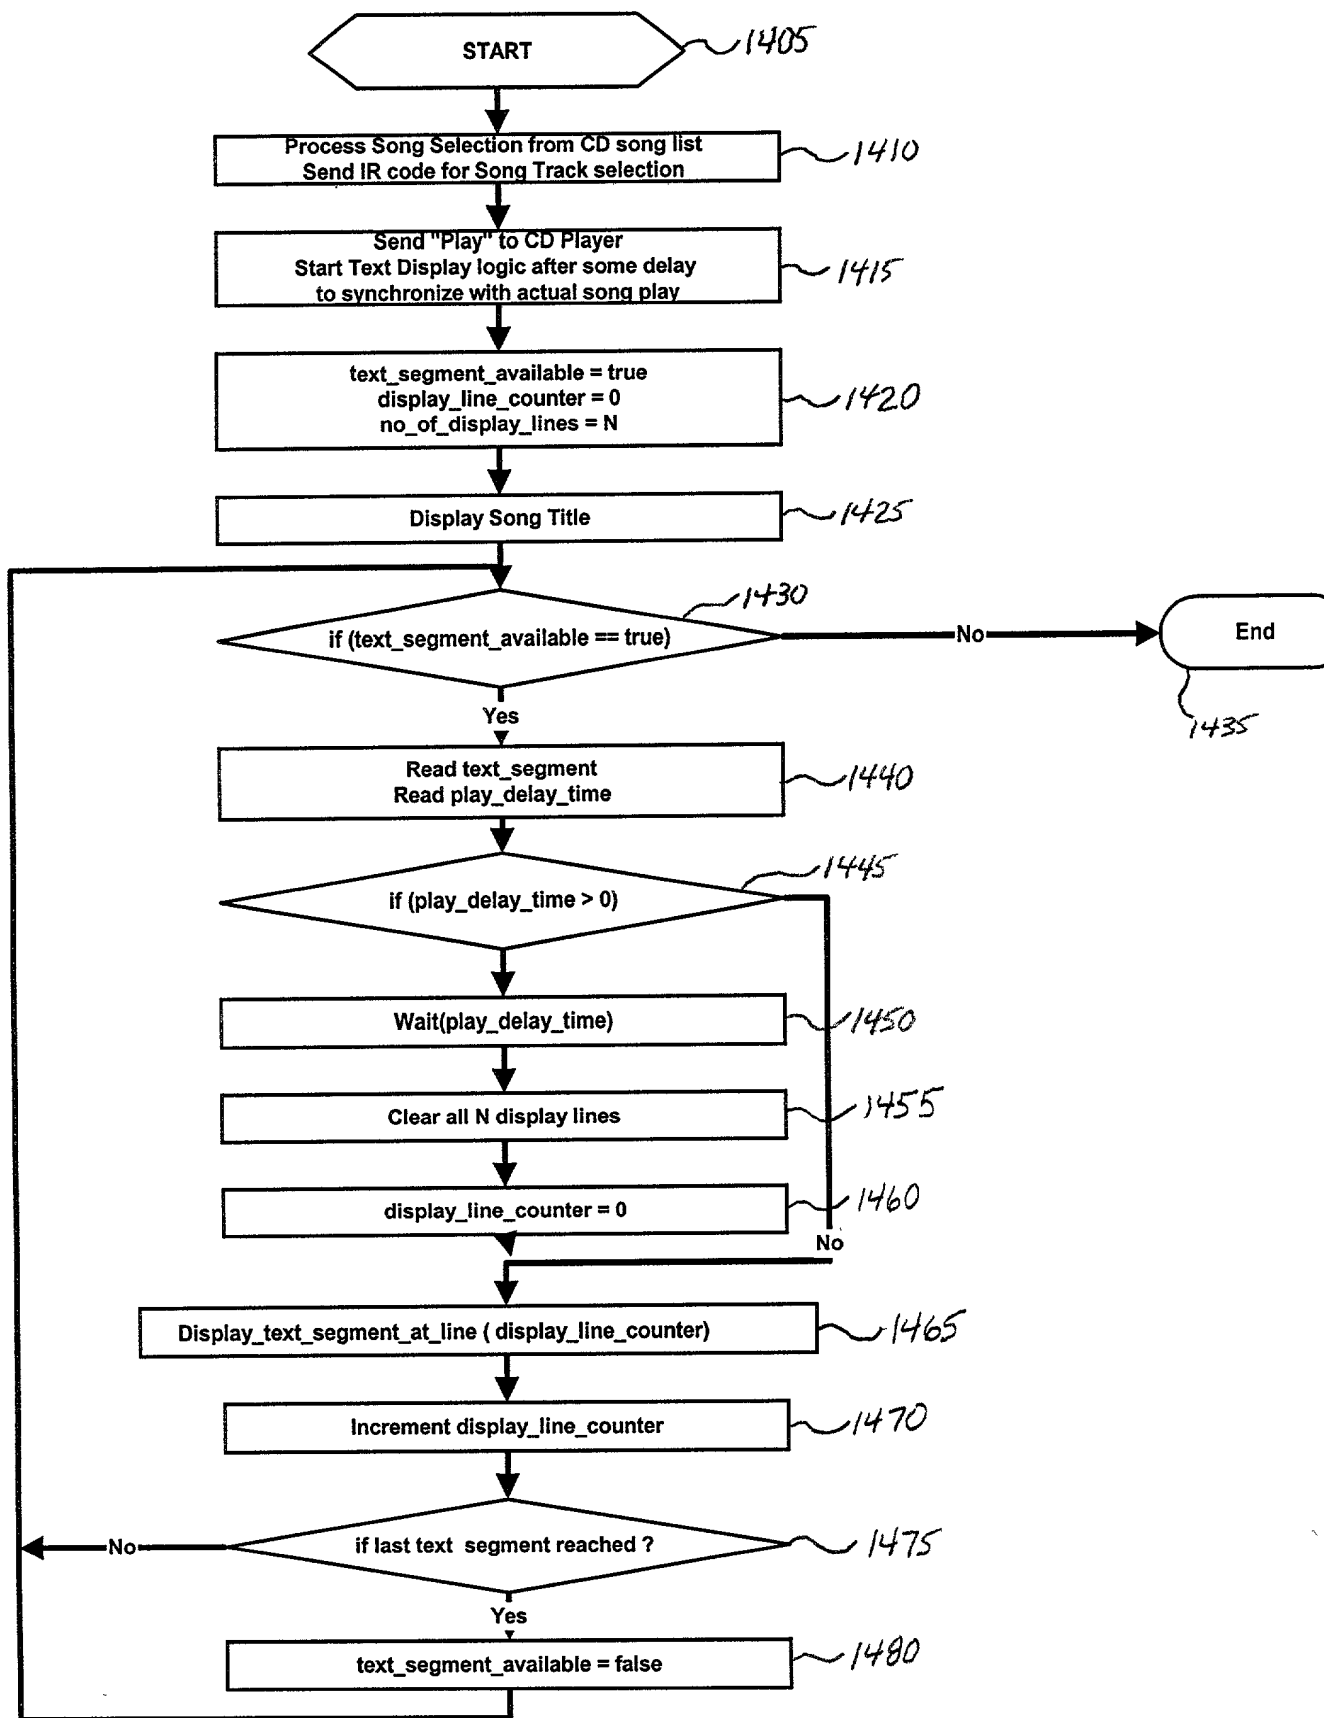 START
1405
Process Song Selection from CD song list
Send IR code for Song Track selection
1410
Send "Play" to CD Player
Start Text Display logic after some delay
to synchronize with actual song play
1415
text_segment_available = true
display_line_counter = 0
no_of_display_lines = N
1420
Display Song Title
1425
if (text_segment_available == true)
1430
No
End
1435
Yes
Read text_segment
Read play_delay_time
1440
if (play_delay_time > 0)
1445
Wait(play_delay_time)
1450
Clear all N display lines
1455
display_line_counter = 0
1460
No
Display_text_segment_at_line ( display_line_counter)
1465
Increment display_line_counter
1470
if last text segment reached ?
1475
No
Yes
text_segment_available = false
1480